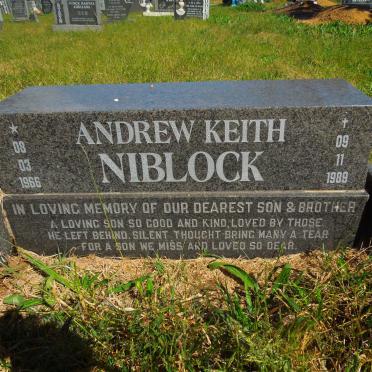 ANDREW KEITH
NIBLOCK
08
03
1966
09
11
1989
IN LOVING MEMORY OF OUR DEAREST SON & BROTHER
A LOVING SON SO GOOD AND KIND, LOVED BY THOSE
HE LEFT BEHIND, SILENT THOUGHT BRING MANY A TEAR
FOR A SON WE MISS AND LOVED SO DEAR.